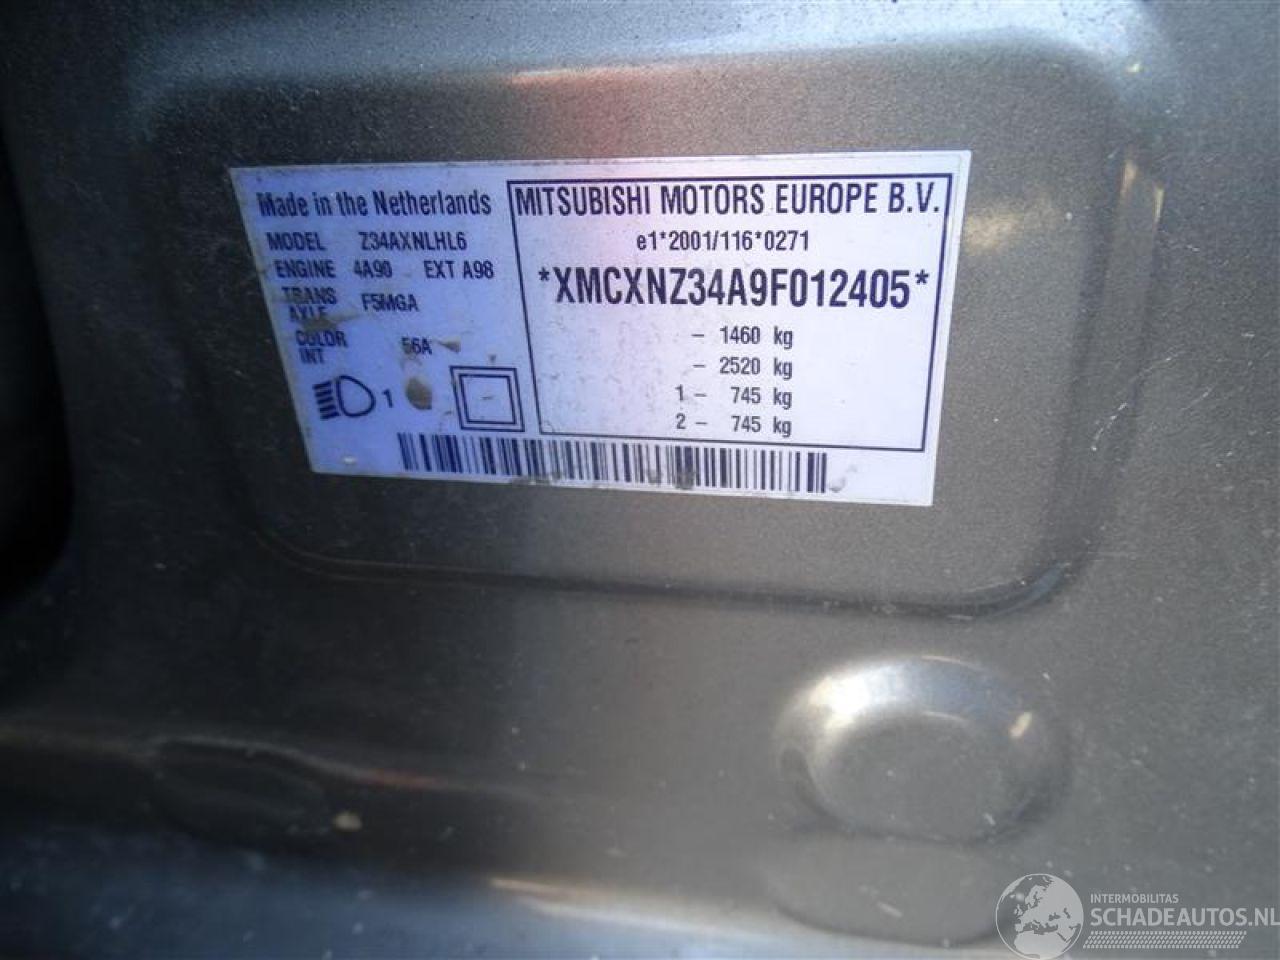 Made in the Netherlands
MODEL Z34AXNLHL6
ENGINE 4A90 EXT A98
TRANS AXLE F5MGA
COLOR INT 56A
1
MITSUBISHI MOTORS EUROPE B.V.
e1*2001/116*0271
*XMCXNZ34A9F012405*
- 1460 kg
- 2520 kg
1 - 745 kg
2 - 745 kg
INTERMOBILITAS
SCHADEAUTOS.NL